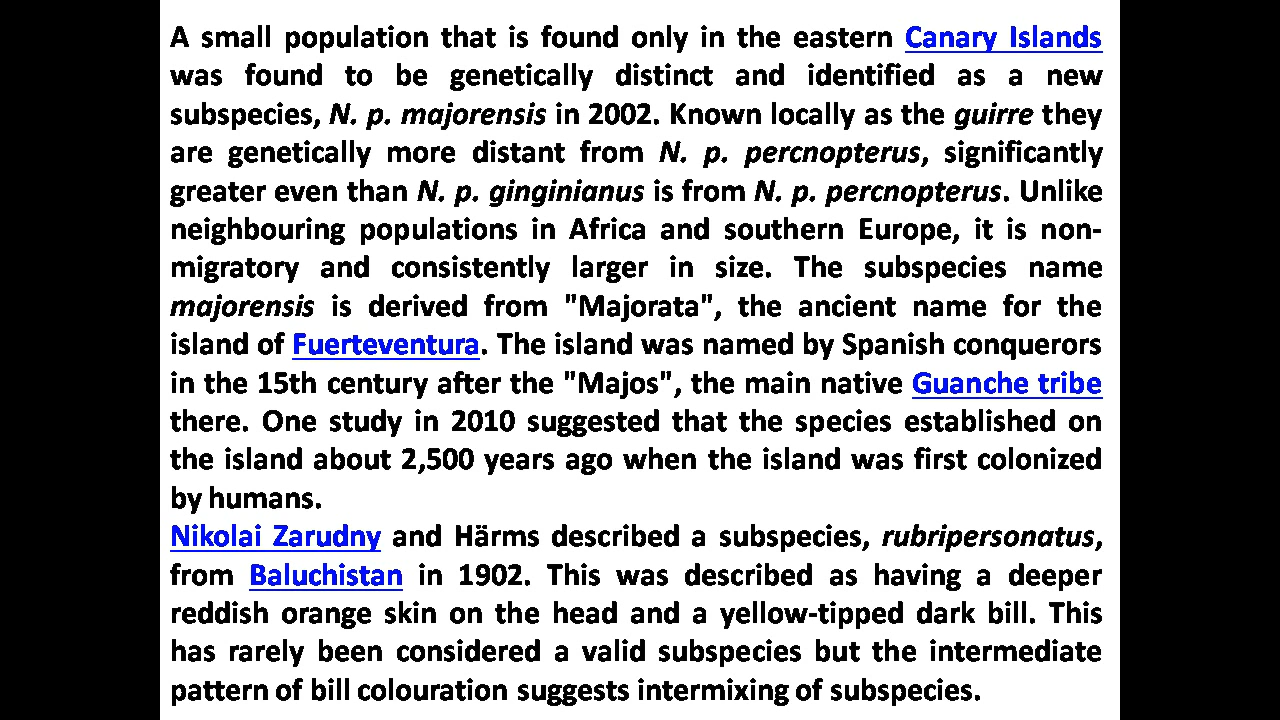 A small population that is found only in the eastern Canary Islands
was found to be genetically distinct and identified as a new
subspecies, N. p. majorensis in 2002. Known locally as the guirre they
are genetically more distant from N. p. percnopterus, significantly
greater even than N. p. ginginianus is from N. p. percnopterus. Unlike
neighbouring populations in Africa and southern Europe, it is non-
migratory and consistently larger in size. The subspecies name
majorensis is derived from "Majorata", the ancient name for the
island of Fuerteventura. The island was named by Spanish conquerors
in the 15th century after the "Majos", the main native Guanche tribe
there. One study in 2010 suggested that the species established on
the island about 2,500 years ago when the island was first colonized
by humans.
Nikolai Zarudny and Härms described a subspecies, rubripersonatus,
from Baluchistan in 1902. This was described as having a deeper
reddish orange skin on the head and a yellow-tipped dark bill. This
has rarely been considered a valid subspecies but the intermediate
pattern of bill colouration suggests intermixing of subspecies.